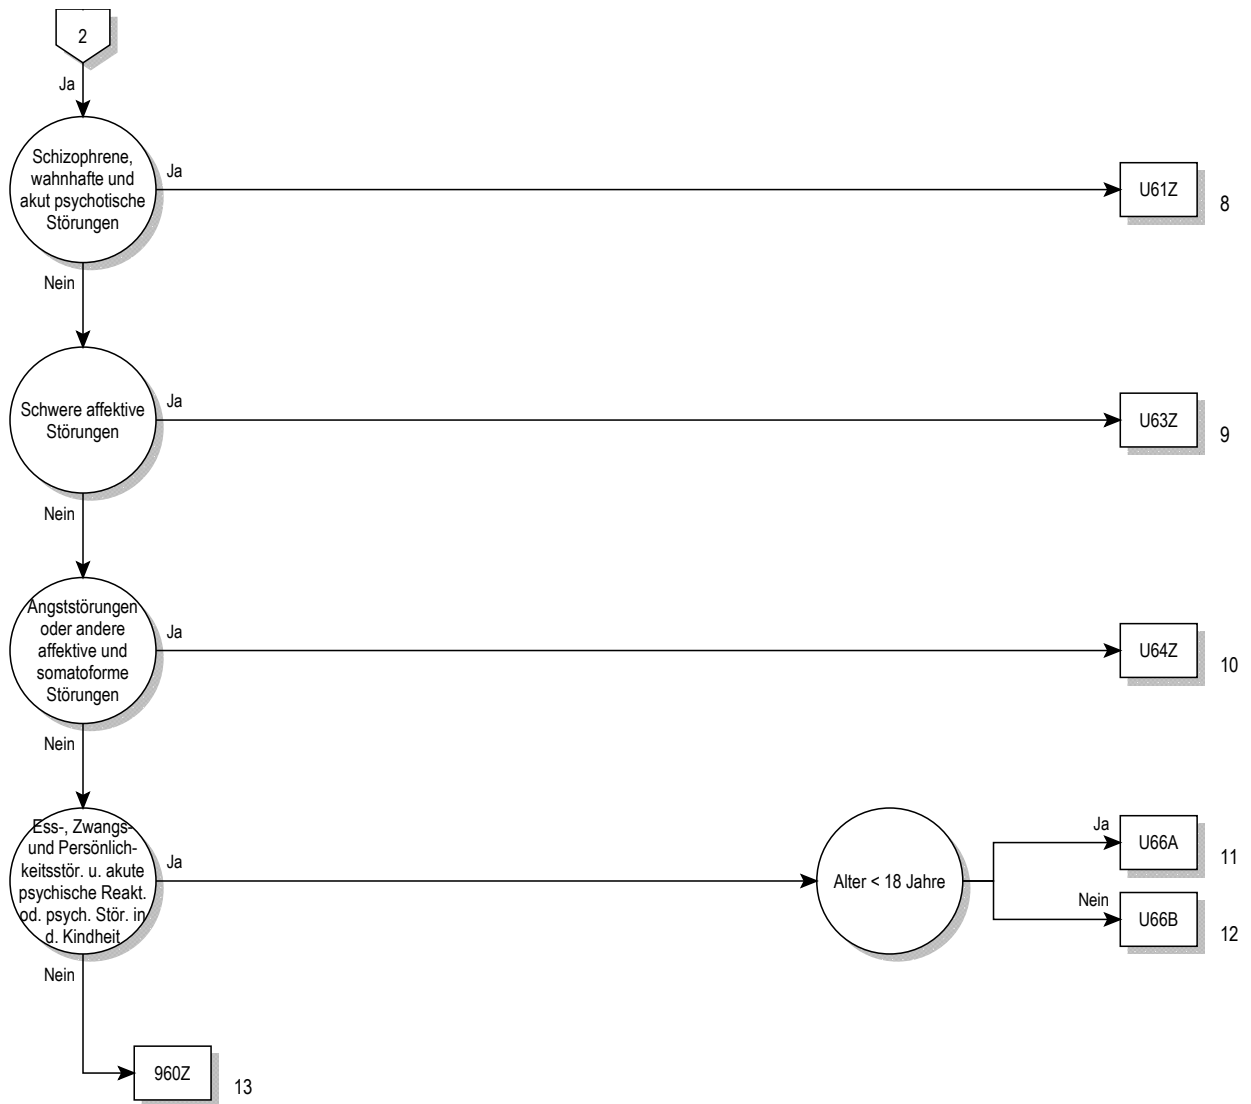 2
Ja
Schizophrene,
wahnhafte und
akut psychotische
Störungen
Ja
U61Z
8
Nein
Schwere affektive
Störungen
Ja
U63Z
9
Nein
Angststörungen
oder andere
affektive und
somatoforme
Störungen
Ja
U64Z
10
Nein
Ess-, Zwangs-
und Persönlich-
keitsstör. u. akute
psychische Reakt.
od. psych. Stör. in
d. Kindheit
Ja
Alter < 18 Jahre
Ja
U66A
11
Nein
U66B
12
Nein
960Z
13